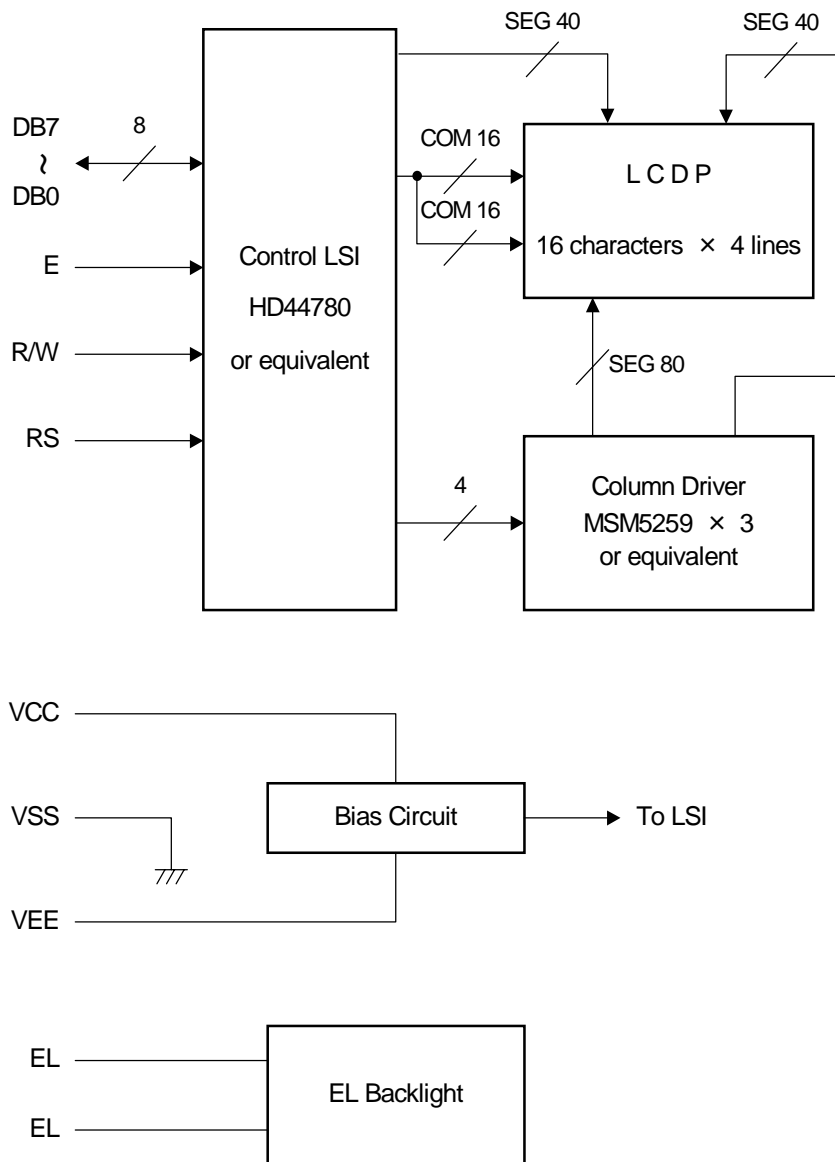 SEG 40
SEG 40
DB7
~
DB0
8
COM 16
COM 16
L C D P
16 characters × 4 lines
E
R/W
RS
Control LSI
HD44780
or equivalent
SEG 80
4
Column Driver
MSM5259 × 3
or equivalent
VCC
VSS
VEE
Bias Circuit
To LSI
EL
EL
EL Backlight